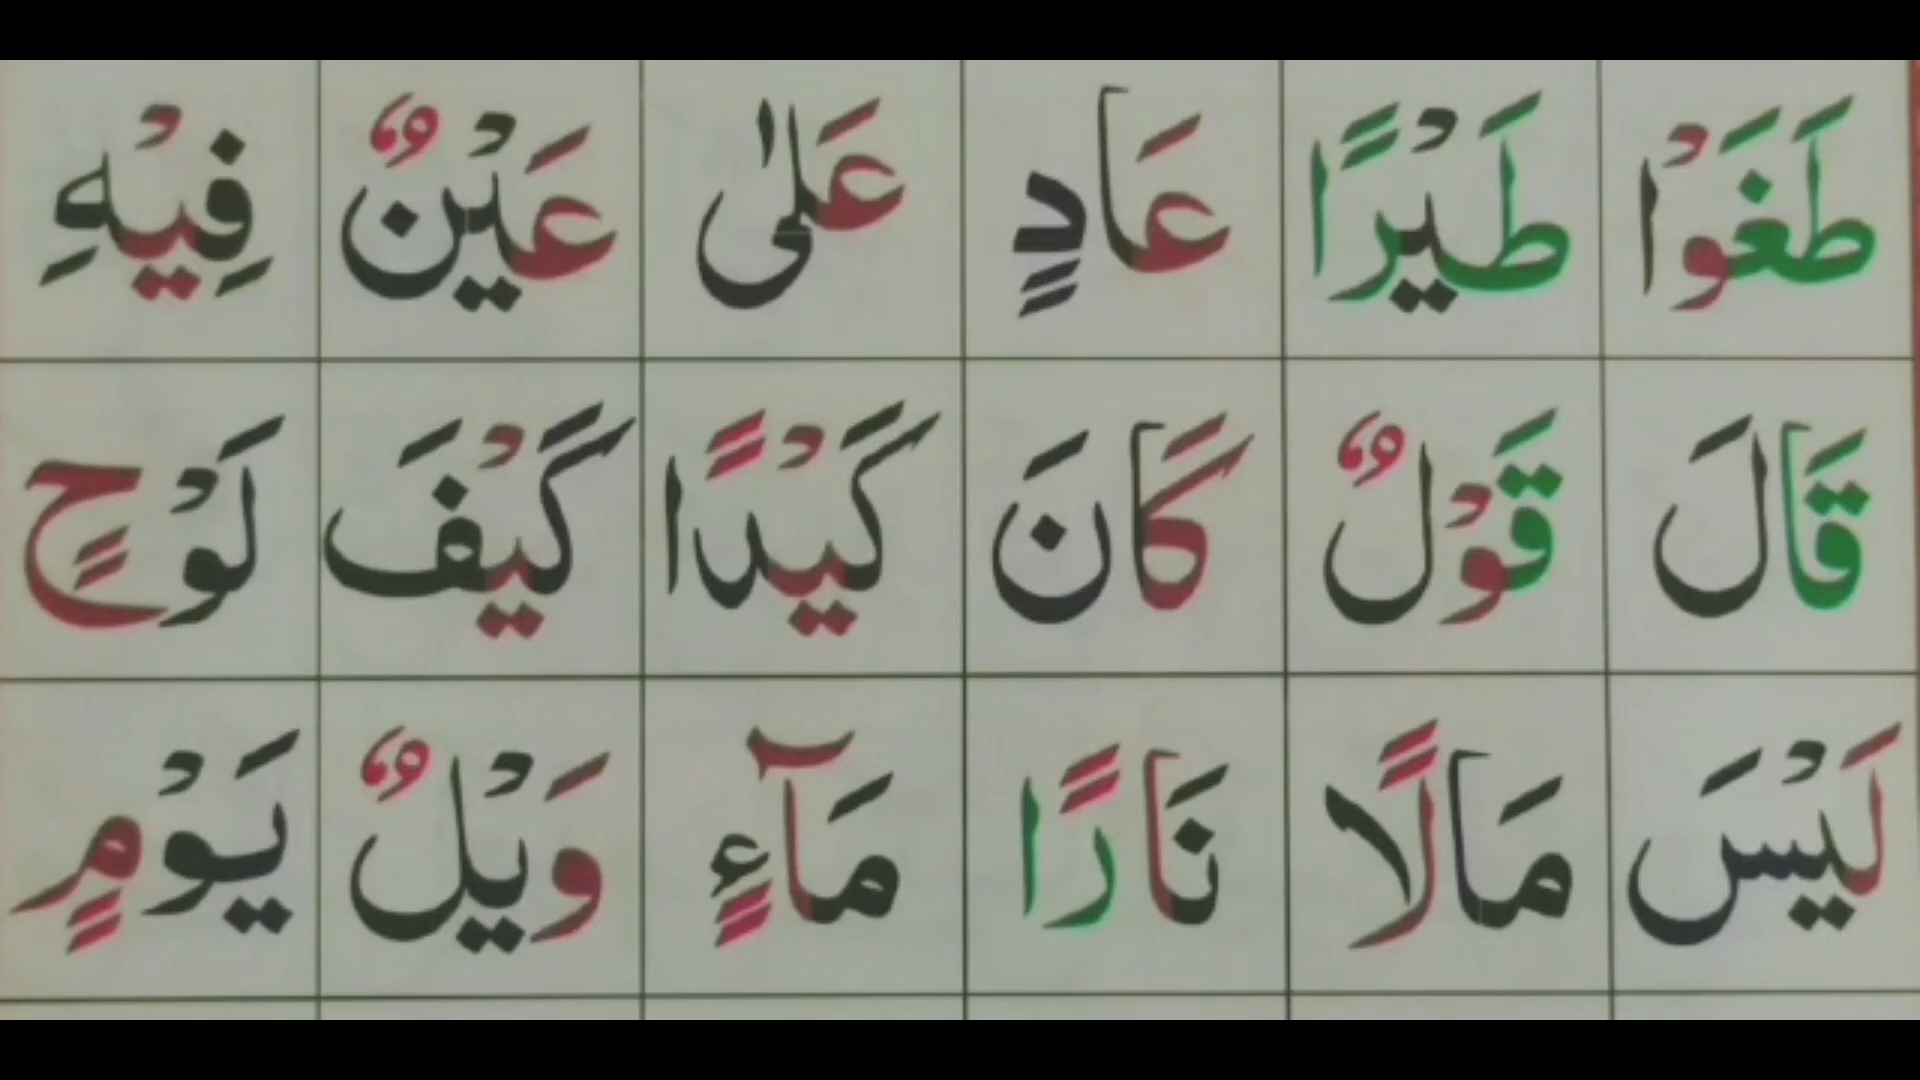 طَغَوْا طَيْرًا عَادٍ عَلٰى عَيْنٌ فِيْهِ
قَالَ قَوْلٌ كَانَ كَيْدًا كَيْفَ لَوْحٍ
لَيْسَ مَالًا نَارًا مَآءٍ وَيْلٌ يَوْمٍ